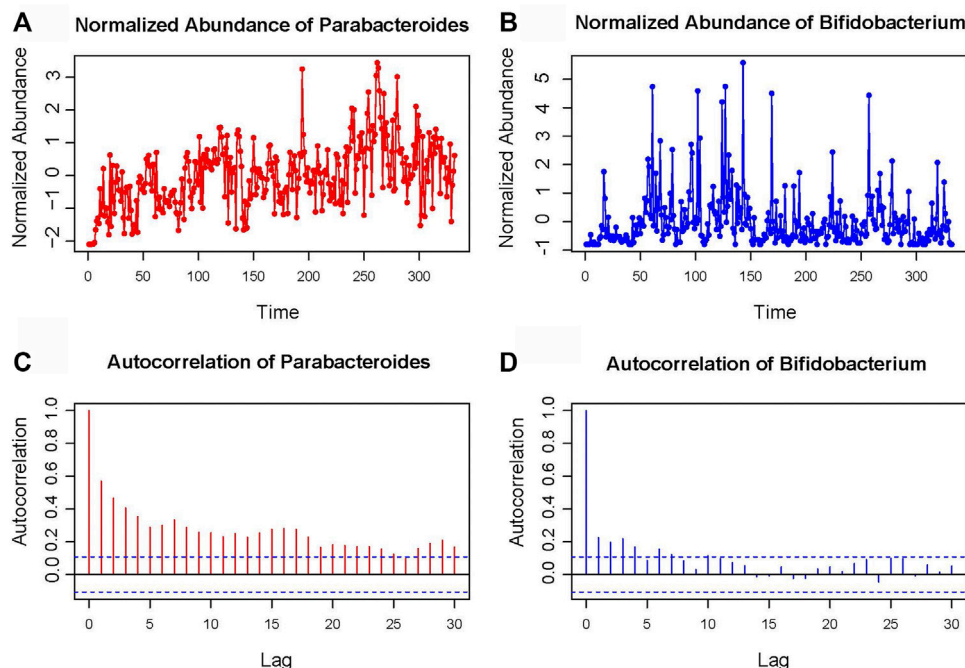 A
Normalized Abundance of Parabacteroides
Normalized Abundance
3
2
1
0
-1
-2
0 50 100 150 200 250 300
Time
B
Normalized Abundance of Bifidobacterium
Normalized Abundance
5
4
3
2
1
0
-1
0 50 100 150 200 250 300
Time
C
Autocorrelation of Parabacteroides
Autocorrelation
1.0
0.8
0.6
0.4
0.2
0.0
0 5 10 15 20 25 30
Lag
D
Autocorrelation of Bifidobacterium
Autocorrelation
1.0
0.8
0.6
0.4
0.2
0.0
0 5 10 15 20 25 30
Lag